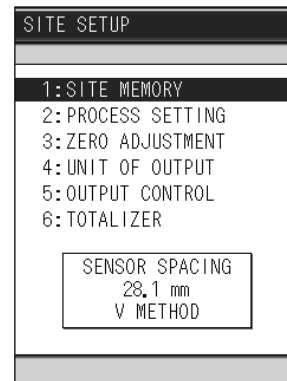 SITE SETUP
1:SITE MEMORY
2:PROCESS SETTING
3:ZERO ADJUSTMENT
4:UNIT OF OUTPUT
5:OUTPUT CONTROL
6:TOTALIZER
SENSOR SPACING
28.1 mm
V METHOD